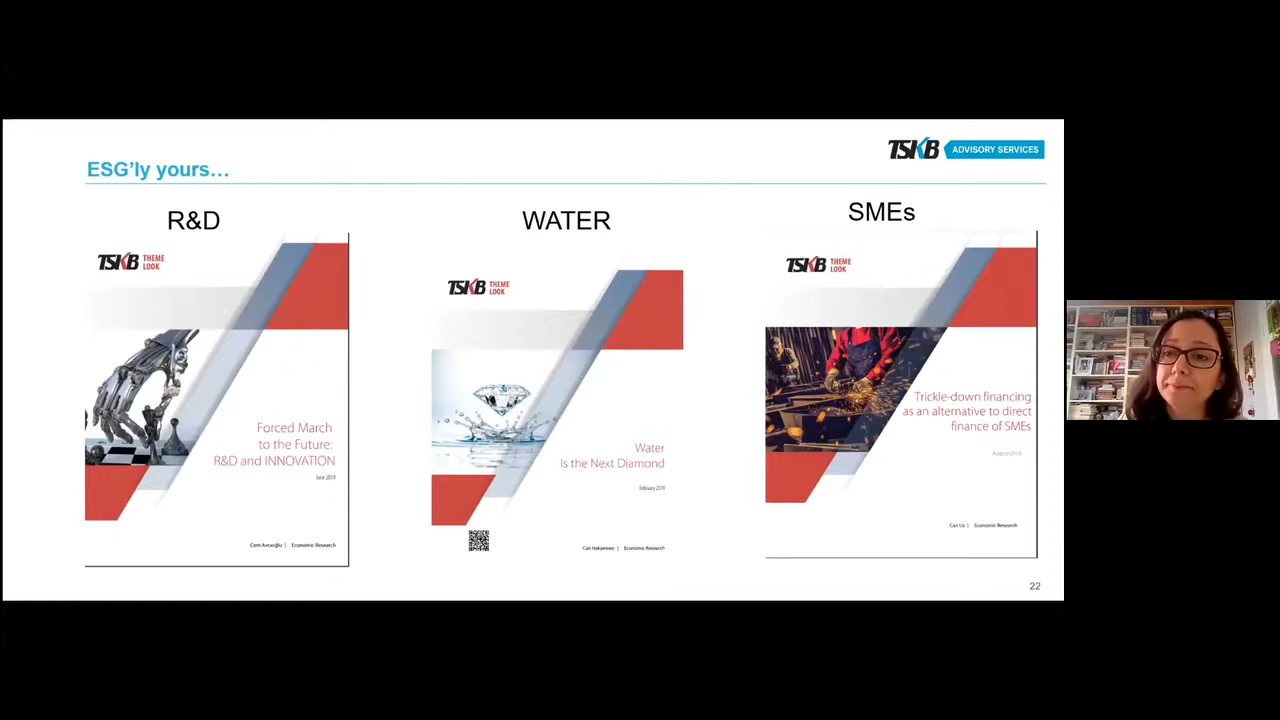 ESG'ly yours…
TSKB ADVISORY SERVICES
R&D
TSKB THEME
LOOK
Forced March
to the Future:
R&D and INNOVATION
June 2019
Cem Avcıoğlu | Economic Research
WATER
TSKB THEME
LOOK
Water
Is the Next Diamond
February 2019
Can Hakyemez | Economic Research
SMEs
TSKB THEME
LOOK
Trickle-down financing
as an alternative to direct
finance of SMEs
August 2019
Can Uz | Economic Research
22